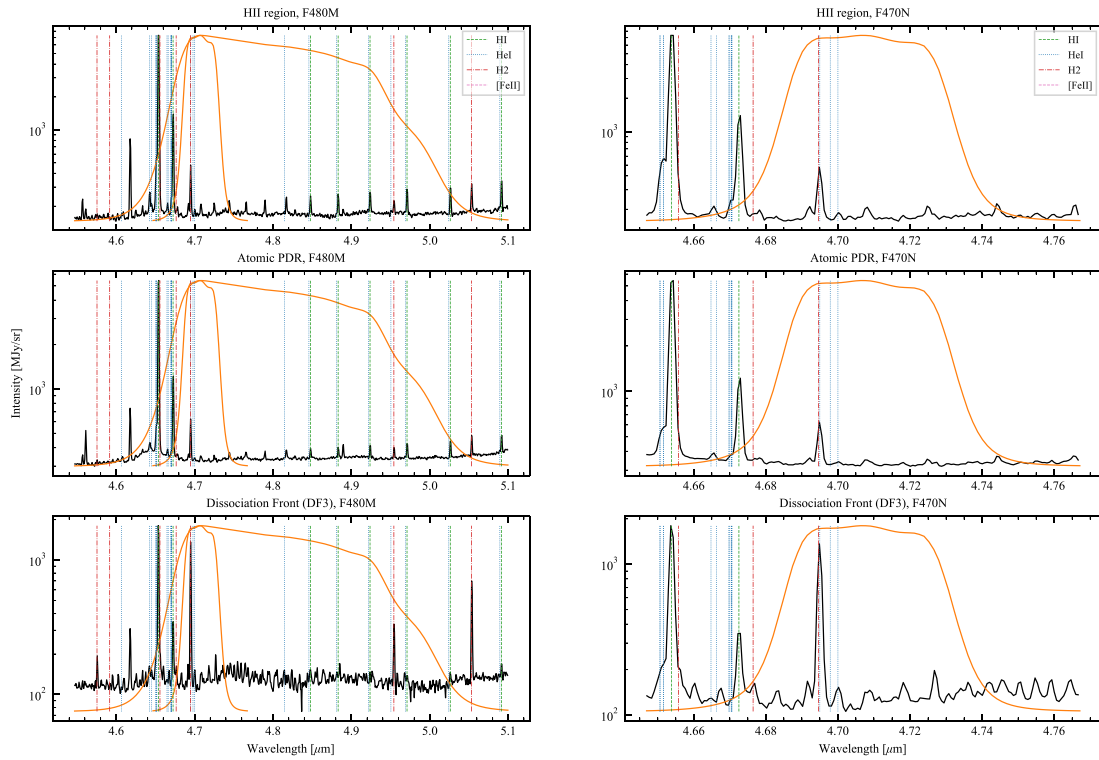 HII region, F480M
HI
HeI
H2
[FeII]
10³
4.6 4.7 4.8 4.9 5.0 5.1
HII region, F470N
HI
HeI
H2
[FeII]
10³
4.66 4.68 4.70 4.72 4.74 4.76
Atomic PDR, F480M
Intensity [MJy/sr]
10³
4.6 4.7 4.8 4.9 5.0 5.1
Atomic PDR, F470N
10³
4.66 4.68 4.70 4.72 4.74 4.76
Dissociation Front (DF3), F480M
10³
10²
4.6 4.7 4.8 4.9 5.0 5.1
Wavelength [μm]
Dissociation Front (DF3), F470N
10³
10²
4.66 4.68 4.70 4.72 4.74 4.76
Wavelength [μm]